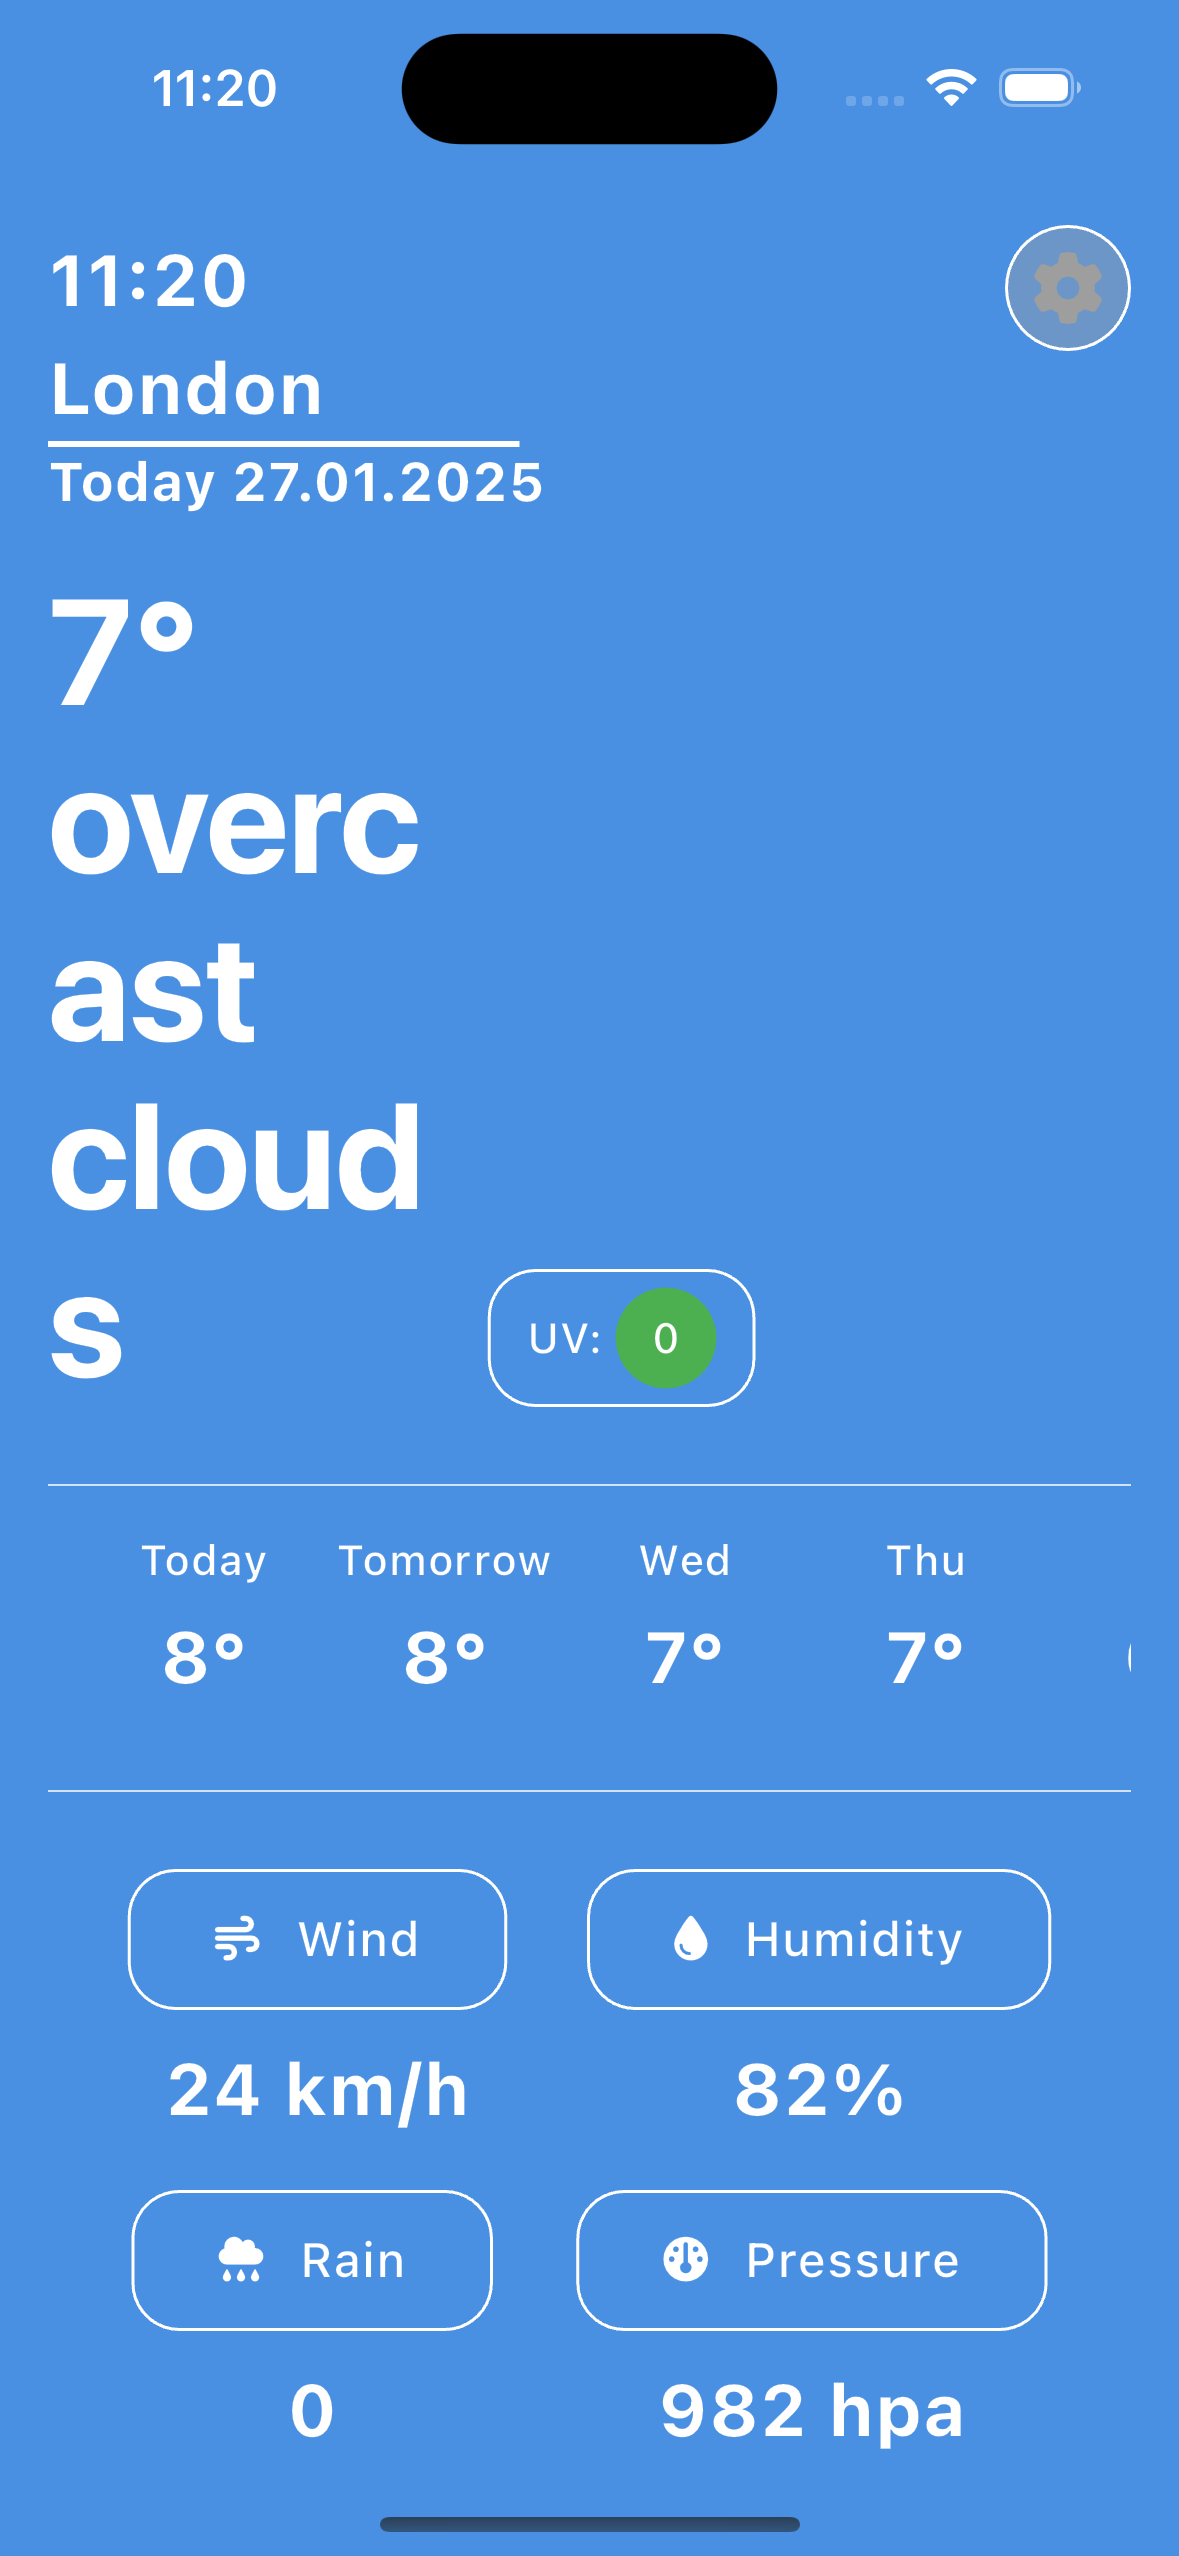 11:20
11:20
London
Today 27.01.2025
7°
overc
ast
cloud
s
UV: 0
Today Tomorrow Wed Thu
8° 8° 7° 7°
Wind Humidity
24 km/h 82%
Rain Pressure
0 982 hpa